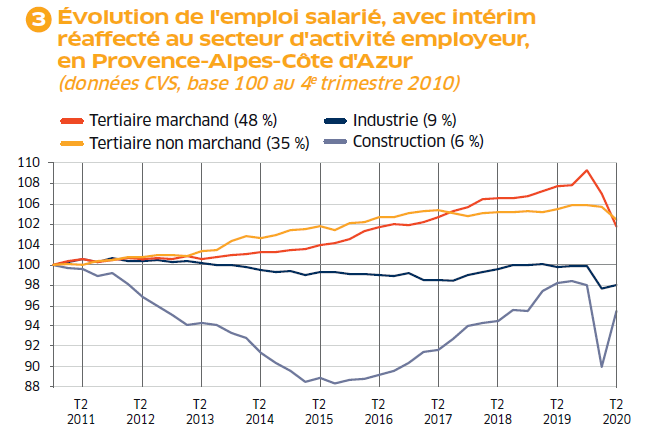 3 Évolution de l'emploi salarié, avec intérim
réaffecté au secteur d'activité employeur,
en Provence-Alpes-Côte d'Azur
(données CVS, base 100 au 4e trimestre 2010)
Tertiaire marchand (48 %) Industrie (9 %)
Tertiaire non marchand (35 %) Construction (6 %)
110
108
106
102
104
100
98
96
94
92
90
88
T2 T2 T2 T2 T2 T2 T2 T2 T2 T2
2011 2012 2013 2014 2015 2016 2017 2018 2019 2020